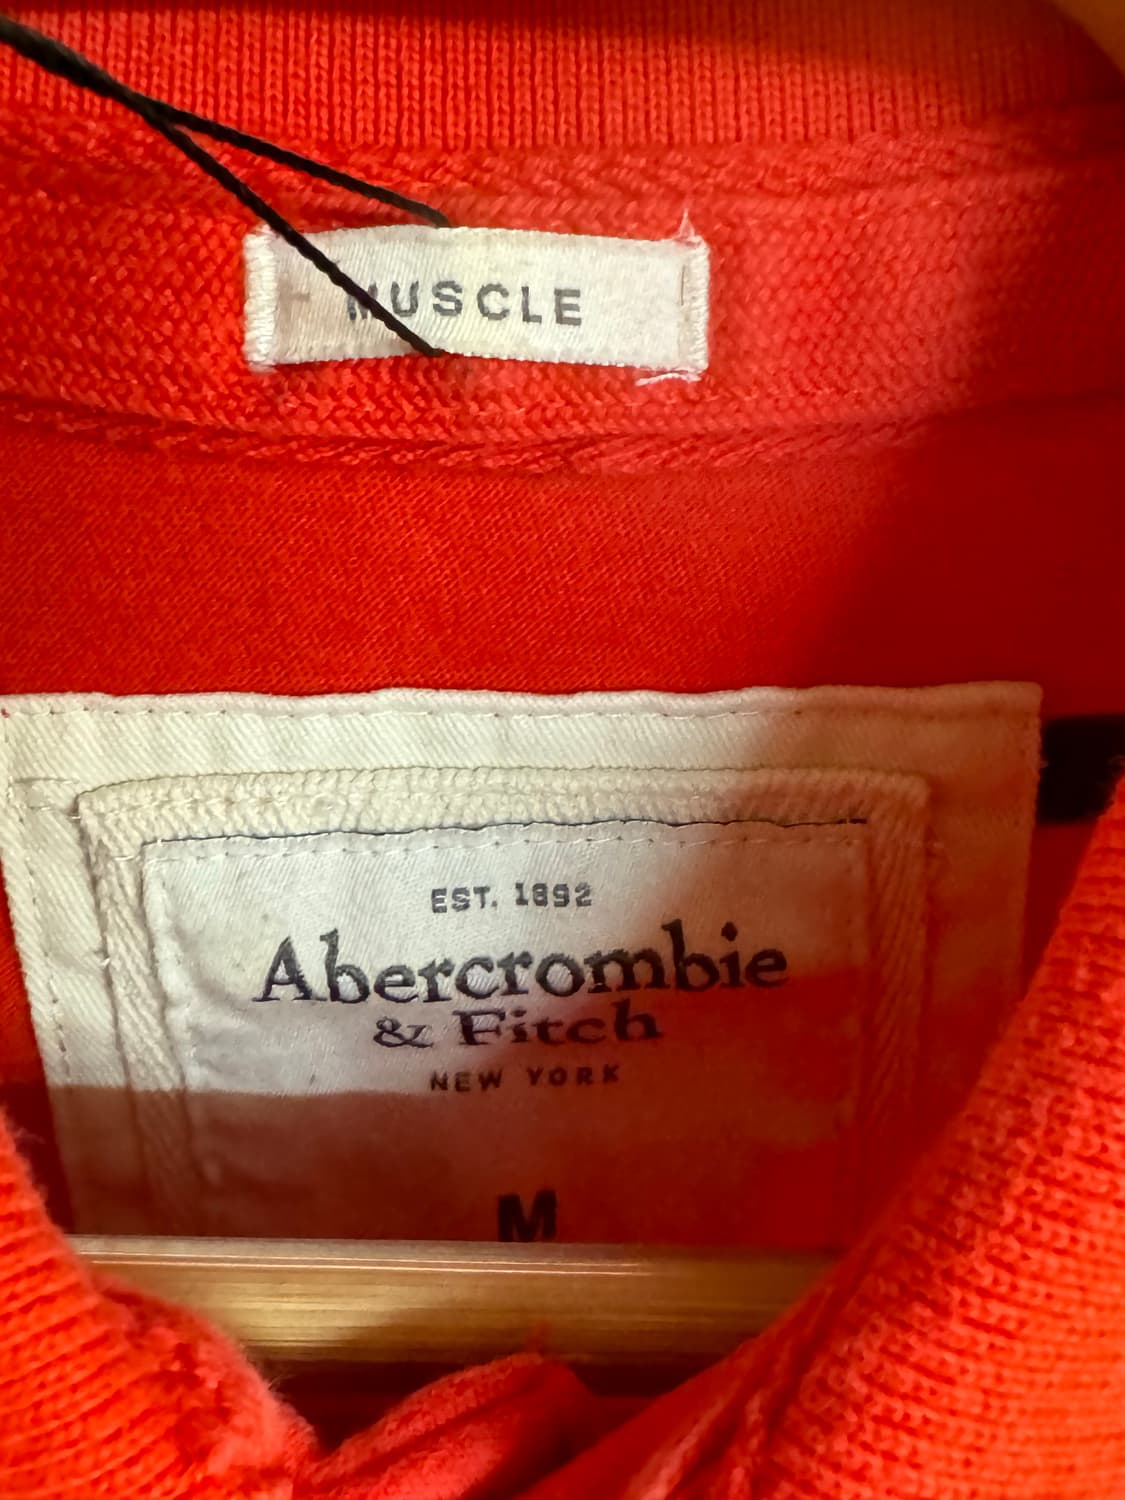 MUSCLE
EST. 1892
Abercrombie
& Fitch
NEW YORK
M